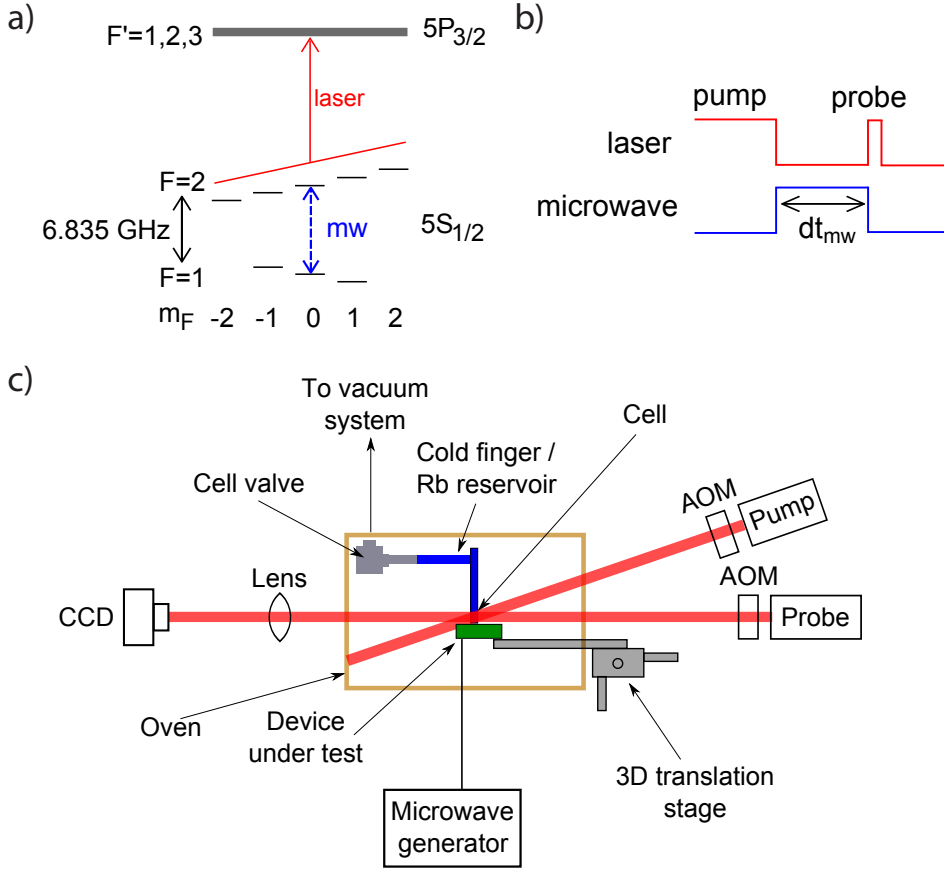 a)
F'=1,2,3
5P3/2
laser
F=2
6.835 GHz
mw
5S1/2
F=1
mF
-2
-1
0
1
2
b)
pump
probe
laser
microwave
dtmw
c)
To vacuum
system
Cell
Cold finger /
Rb reservoir
Cell valve
AOM
Pump
Lens
AOM
CCD
Probe
Oven
Device
under test
3D translation
stage
Microwave
generator